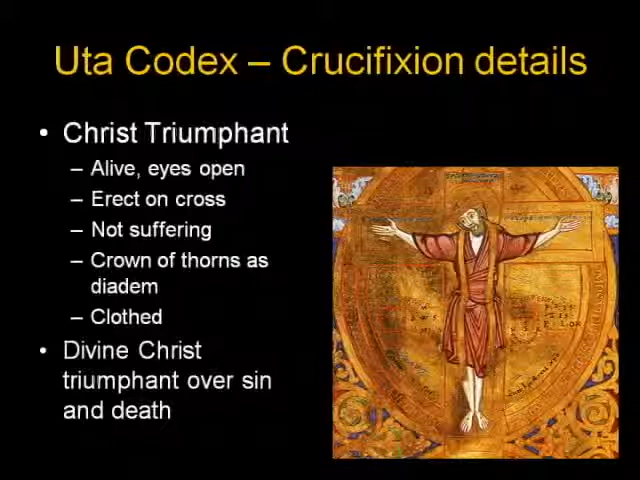 Uta Codex – Crucifixion details
• Christ Triumphant
– Alive, eyes open
– Erect on cross
– Not suffering
– Crown of thorns as
diadem
– Clothed
• Divine Christ
triumphant over sin
and death